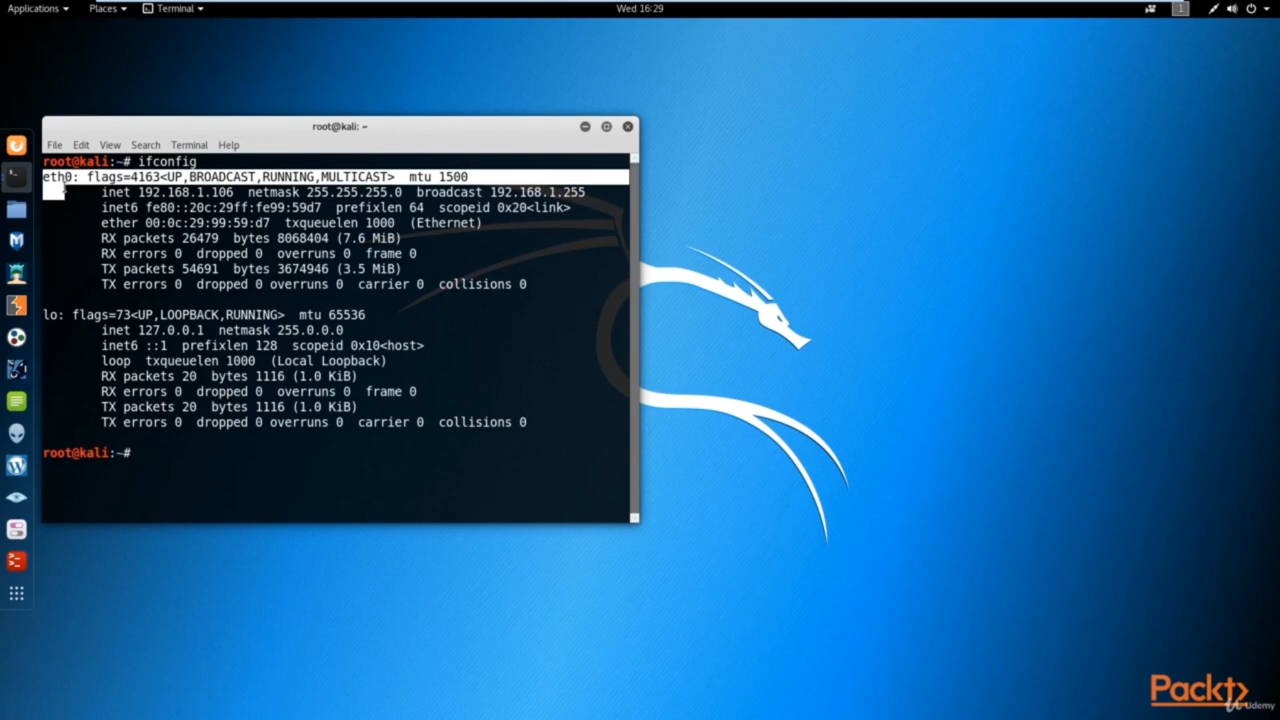 Applications Places Terminal Wed 16:29 1
root@kali: ~
File Edit View Search Terminal Help
root@kali:~# ifconfig
eth0: flags=4163<UP,BROADCAST,RUNNING,MULTICAST> mtu 1500
inet 192.168.1.106 netmask 255.255.255.0 broadcast 192.168.1.255
inet6 fe80::20c:29ff:fe99:59d7 prefixlen 64 scopeid 0x20<link>
ether 00:0c:29:99:59:d7 txqueuelen 1000 (Ethernet)
RX packets 26479 bytes 8068404 (7.6 MiB)
RX errors 0 dropped 0 overruns 0 frame 0
TX packets 54691 bytes 3674946 (3.5 MiB)
TX errors 0 dropped 0 overruns 0 carrier 0 collisions 0
lo: flags=73<UP,LOOPBACK,RUNNING> mtu 65536
inet 127.0.0.1 netmask 255.0.0.0
inet6 ::1 prefixlen 128 scopeid 0x10<host>
loop txqueuelen 1000 (Local Loopback)
RX packets 20 bytes 1116 (1.0 KiB)
RX errors 0 dropped 0 overruns 0 frame 0
TX packets 20 bytes 1116 (1.0 KiB)
TX errors 0 dropped 0 overruns 0 carrier 0 collisions 0
root@kali:~#
Packt
Udemy